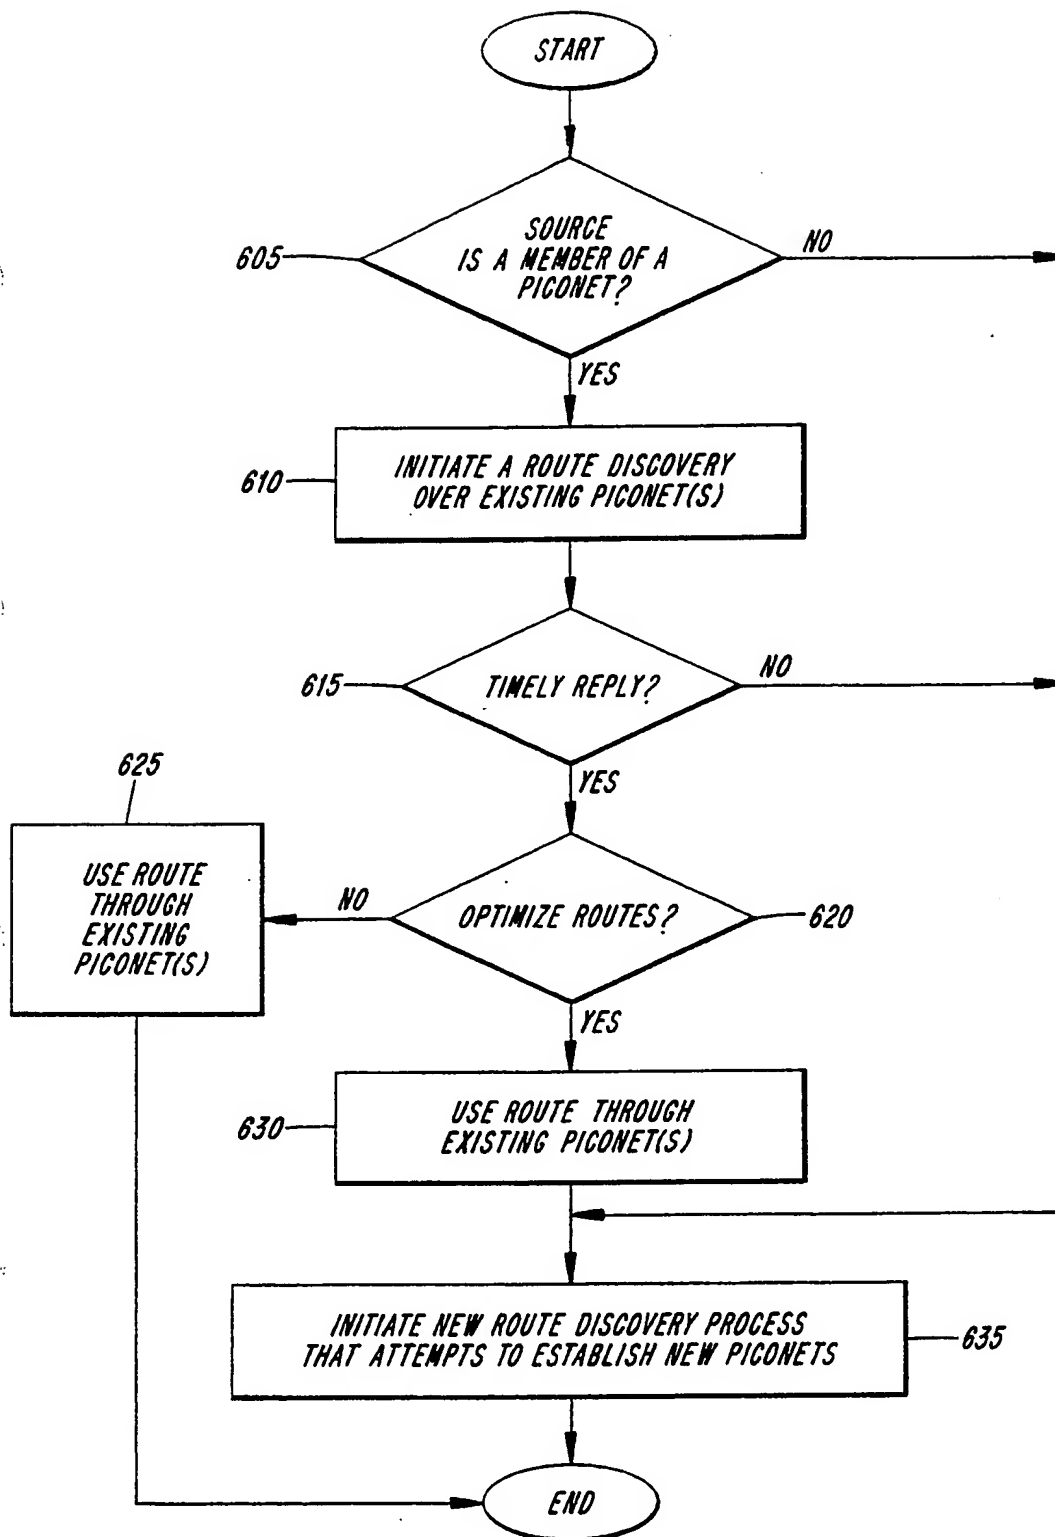 START
SOURCE
IS A MEMBER OF A
PICONET?
605
NO
YES
INITIATE A ROUTE DISCOVERY
OVER EXISTING PICONET(S)
610
TIMELY REPLY?
615
NO
YES
625
USE ROUTE
THROUGH
EXISTING
PICONET(S)
NO
OPTIMIZE ROUTES?
620
YES
630
USE ROUTE THROUGH
EXISTING PICONET(S)
INITIATE NEW ROUTE DISCOVERY PROCESS
THAT ATTEMPTS TO ESTABLISH NEW PICONETS
635
END